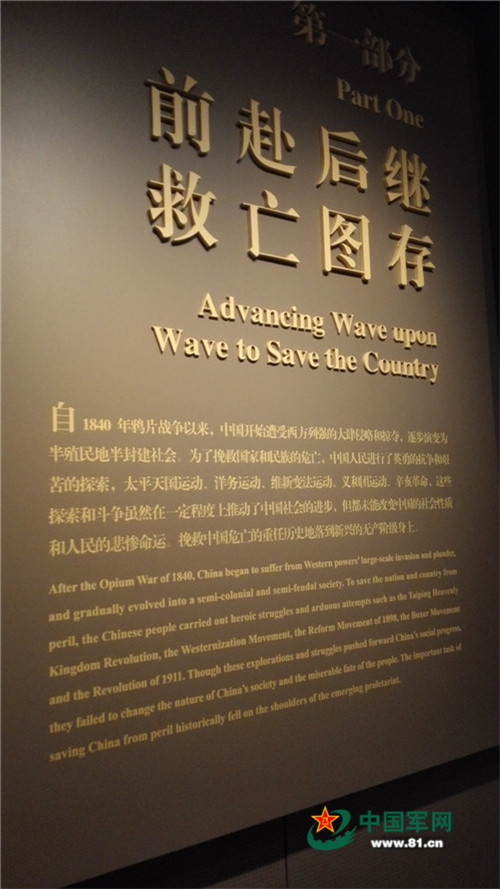 第一部分
Part One
前赴后继
救亡图存
Advancing Wave upon
Wave to Save the Country
自1840年鸦片战争以来，中国开始遭受西方列强的大肆侵略和掠夺，逐步演变为
半殖民地半封建社会。为了挽救国家和民族的危亡，中国人民进行了英勇的抗争和艰
苦的探索，太平天国运动、洋务运动、维新变法运动、义和团运动、辛亥革命，这些
探索和斗争虽然在一定程度上推动了中国社会的进步，但都未能改变中国的社会性质
和人民的悲惨命运。挽救中国危亡的重任历史地落到新兴的无产阶级身上。
After the Opium War of 1840, China began to suffer from Western powers' large-scale invasion and plunder,
and gradually evolved into a semi-colonial and semi-feudal society. To save the nation and country from
peril, the Chinese people carried out heroic struggles and arduous attempts such as the Taiping Heavenly
Kingdom Revolution, the Westernization Movement, the Reform Movement of 1898, the Boxer Movement
and the Revolution of 1911. Though these explorations and struggles pushed forward China's social progress,
they failed to change the nature of China's society and the miserable fate of the people. The important task of
saving China from peril historically fell on the shoulders of the emerging proletariat.
中国军网
www.81.cn